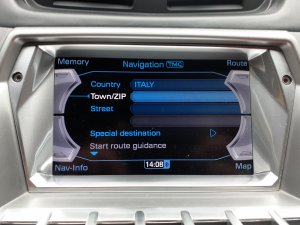 Memory Navigation TMC Route
Country ITALY
Town/ZIP
Street
Special destination
Start route guidance
Nav-Info 14:08 Map